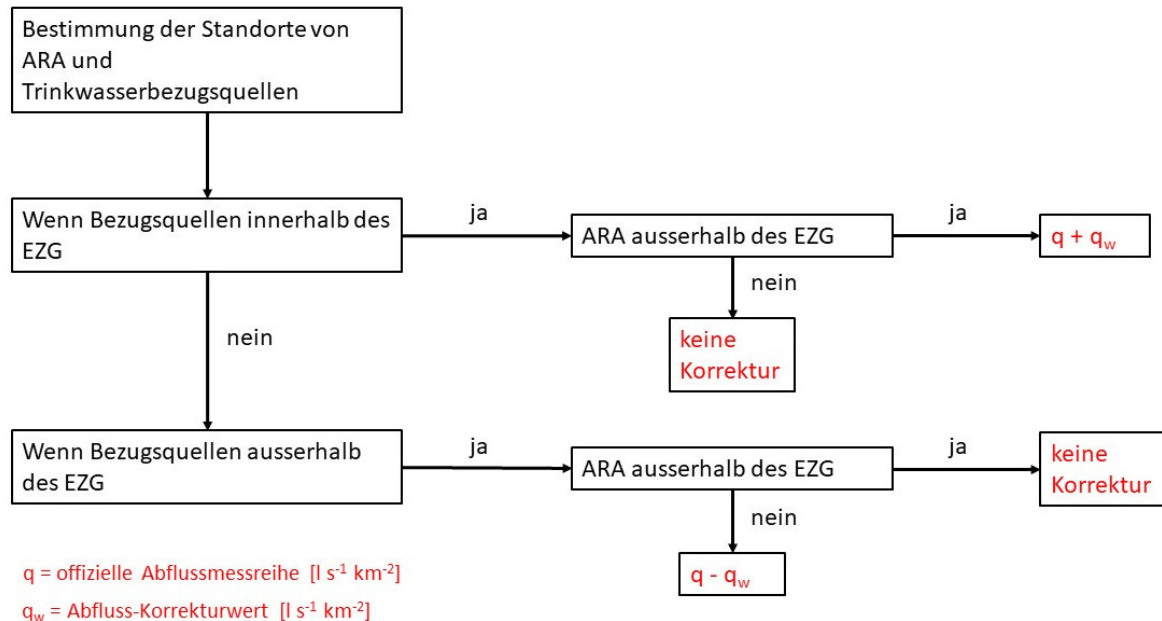 Bestimmung der Standorte von
ARA und
Trinkwasserbezugsquellen
Wenn Bezugsquellen innerhalb des
EZG
ja
ARA ausserhalb des EZG
ja
q + qw
nein
keine
Korrektur
nein
Wenn Bezugsquellen ausserhalb
des EZG
ja
ARA ausserhalb des EZG
ja
keine
Korrektur
nein
q - qw
q = offizielle Abflussmessreihe [l s-1 km-2]
qw = Abfluss-Korrekturwert [l s-1 km-2]